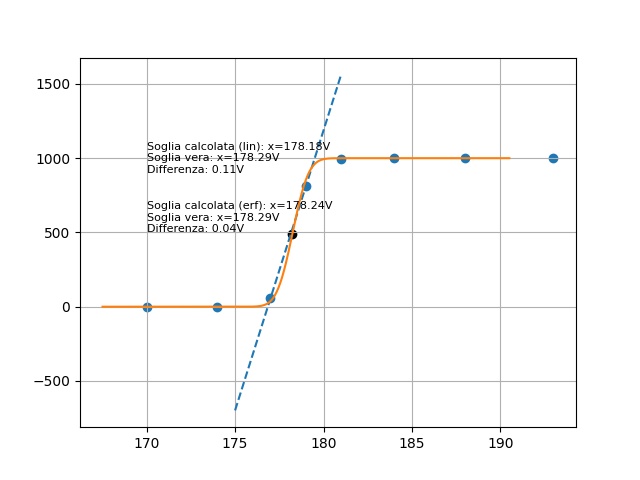 1500
1000
500
0
−500
Soglia calcolata (lin): x=178.18V
Soglia vera: x=178.29V
Differenza: 0.11V
Soglia calcolata (erf): x=178.24V
Soglia vera: x=178.29V
Differenza: 0.04V
170
175
180
185
190